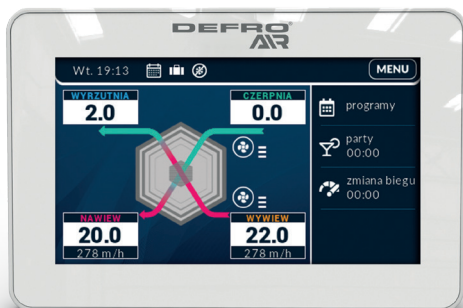 DEFRO
AIR
Wt. 19:13
MENU
WYRZUTNIA
2.0
CZERPNIA
0.0
NAWIEW
20.0
278 m/h
WYWIEW
22.0
278 m/h
programy
party
00:00
zmiana biegu
00:00